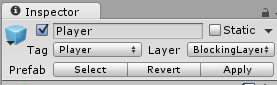 Inspector
Player Static
Tag Player Layer BlockingLayer
Prefab Select Revert Apply